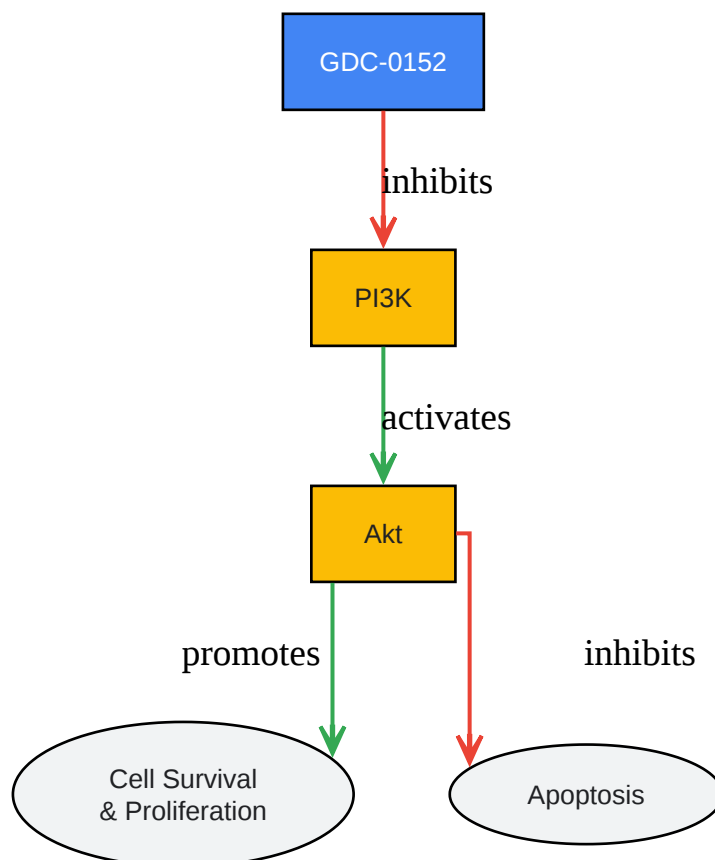 GDC-0152
inhibits
PI3K
activates
Akt
promotes
inhibits
Cell Survival
& Proliferation
Apoptosis